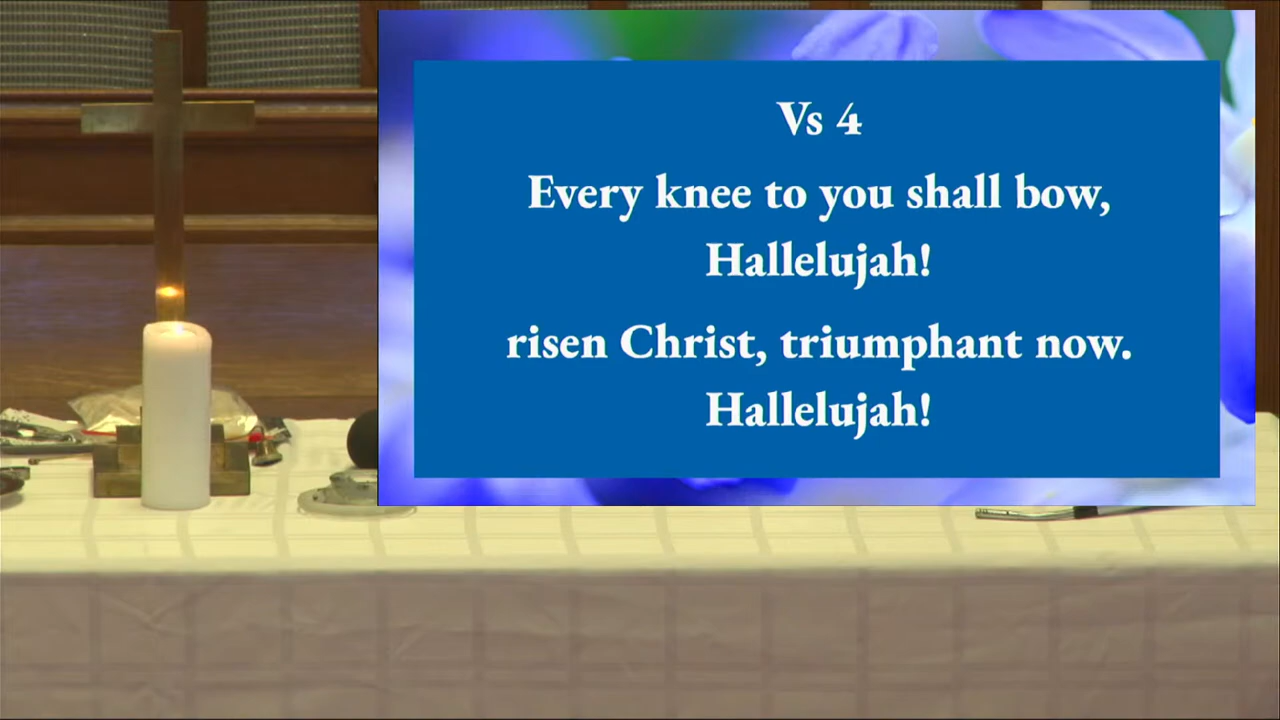 Vs 4
Every knee to you shall bow,
Hallelujah!
risen Christ, triumphant now.
Hallelujah!